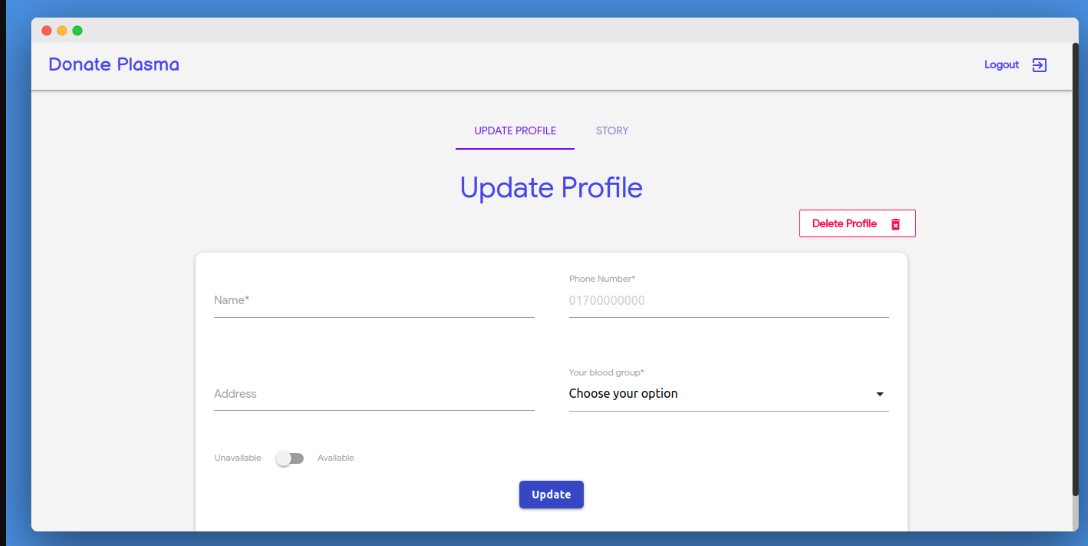 Donate Plasma
Logout
UPDATE PROFILE
STORY
Update Profile
Delete Profile
Name*
Phone Number*
01700000000
Address
Your blood group*
Choose your option
Unavailable
Available
Update